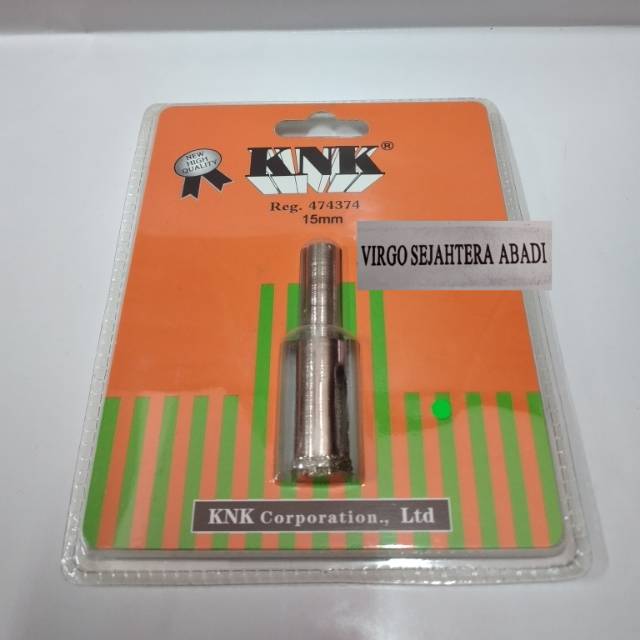 NEW
HIGH
QUALITY
KNK®
Reg. 474374
15mm
VIRGO SEJAHTERA ABADI
KNK Corporation., Ltd